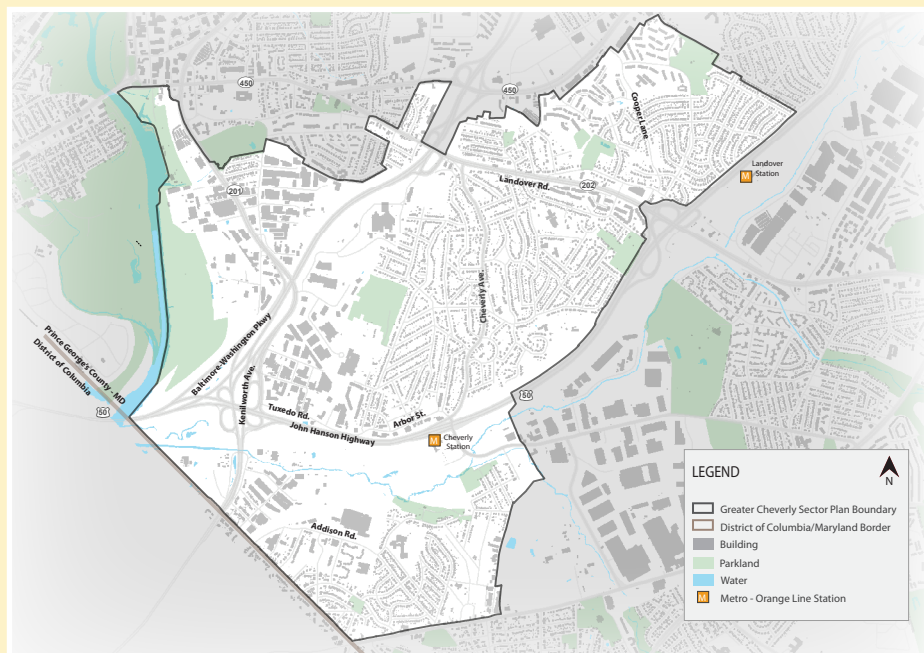 450
450
Cooper Lane
Landover
Station
M
Landover Rd.
202
201
Cheverly Ave.
Baltimore-Washington Pkwy
Prince George's County - MD
District of Columbia
50
Kenilworth Ave.
50
Tuxedo Rd.
Arbor St.
John Hanson Highway
M
Cheverly
Station
Addison Rd.
LEGEND
N
Greater Cheverly Sector Plan Boundary
District of Columbia/Maryland Border
Building
Parkland
Water
M
Metro - Orange Line Station